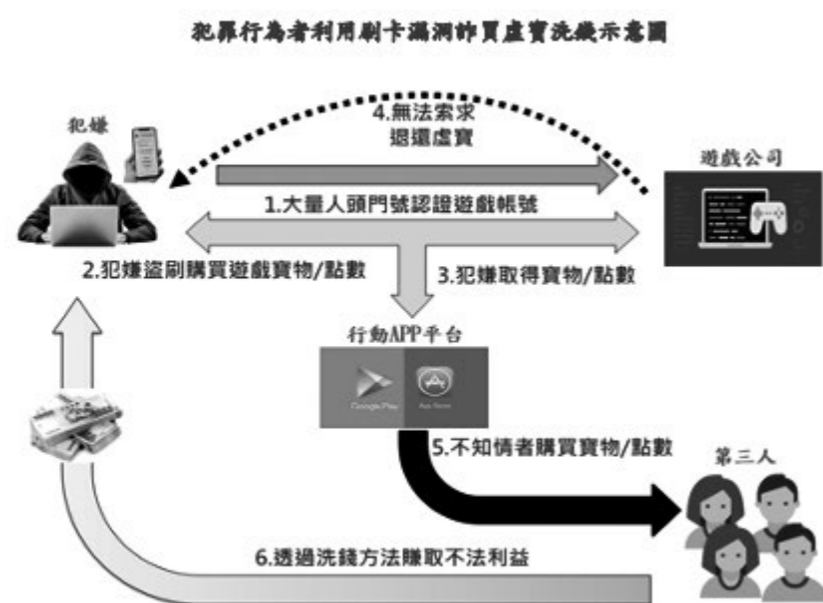 犯罪行為者利用刷卡漏洞詐買虛寶洗錢示意圖
犯嫌
4.無法索求
退還虛寶
遊戲公司
1.大量人頭門號認證遊戲帳號
2.犯嫌盜刷購買遊戲寶物/點數
3.犯嫌取得寶物/點數
行動APP平台
Google Play
App Store
5.不知情者購買寶物/點數
第三人
6.透過洗錢方法賺取不法利益